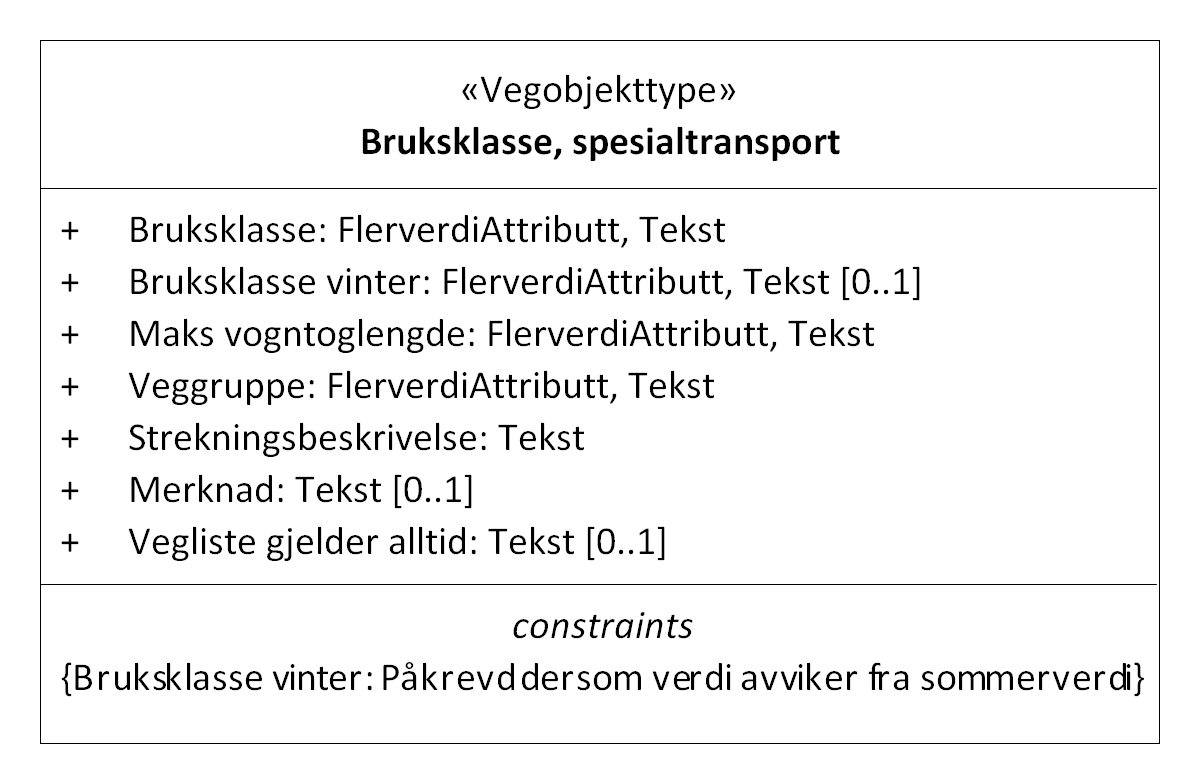 «Vegobjekttype»
Bruksklasse, spesialtransport
+ Bruksklasse: FlerverdiAttributt, Tekst
+ Bruksklasse vinter: FlerverdiAttributt, Tekst [0..1]
+ Maks vogntoglengde: FlerverdiAttributt, Tekst
+ Veggruppe: FlerverdiAttributt, Tekst
+ Strekningsbeskrivelse: Tekst
+ Merknad: Tekst [0..1]
+ Vegliste gjelder alltid: Tekst [0..1]
constraints
{Bruksklasse vinter: Påkrevd dersom verdi avviker fra sommerverdi}